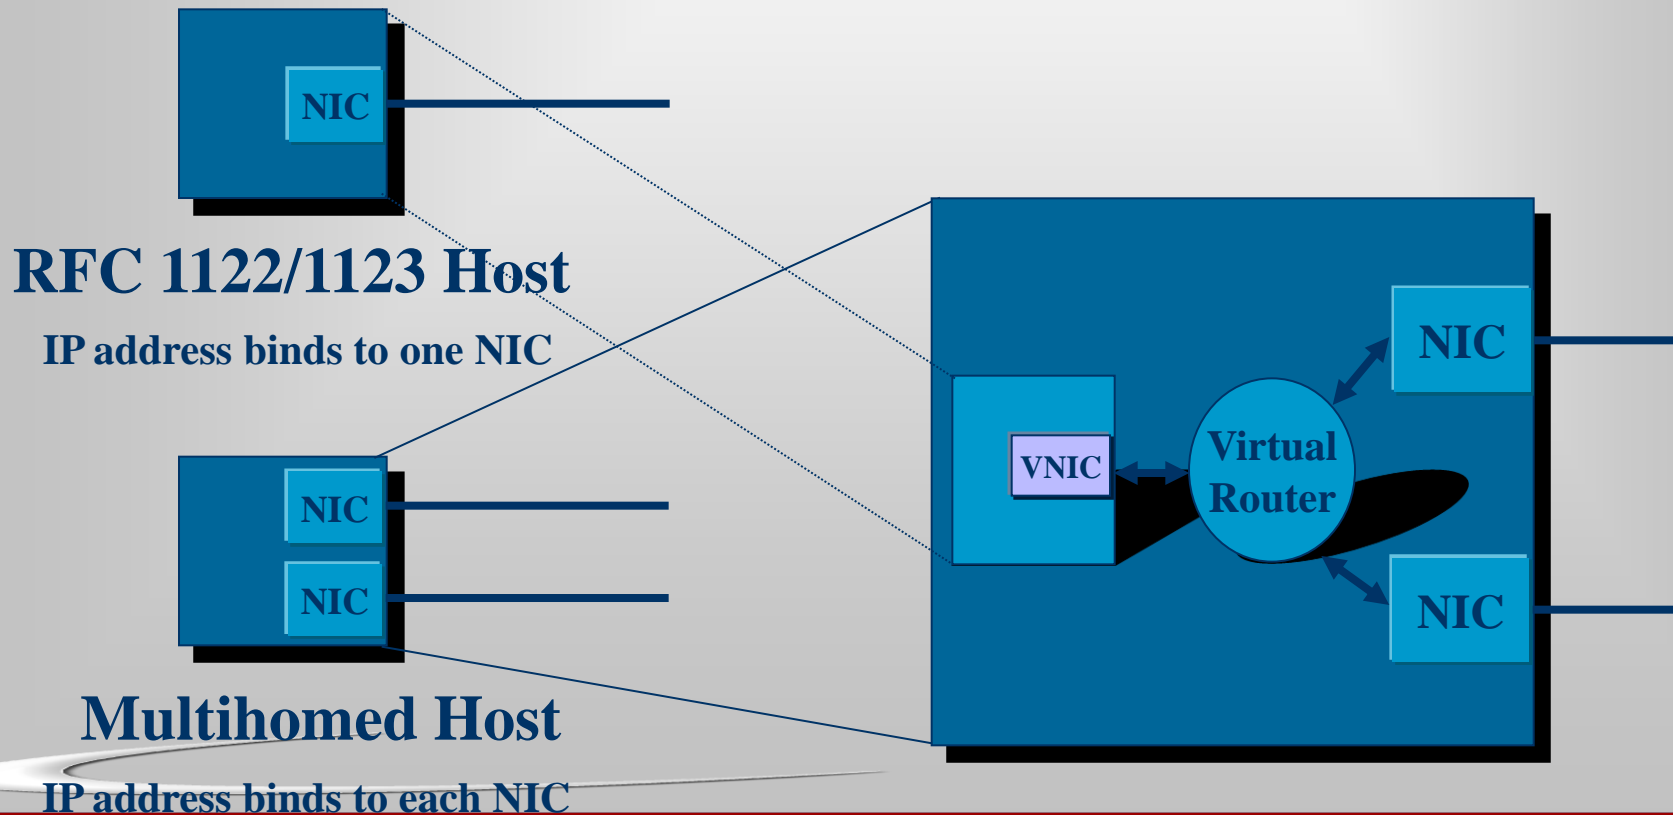 NIC
RFC 1122/1123 Host
IP address binds to one NIC
NIC
NIC
Multihomed Host
IP address binds to each NIC
VNIC
Virtual
Router
NIC
NIC